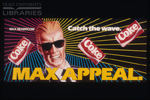 DUKE UNIVERSITY
LIBRARIES
MAX HEADROOM
Catch the wave.
Coke
Coke
Coke
MAX APPEAL.